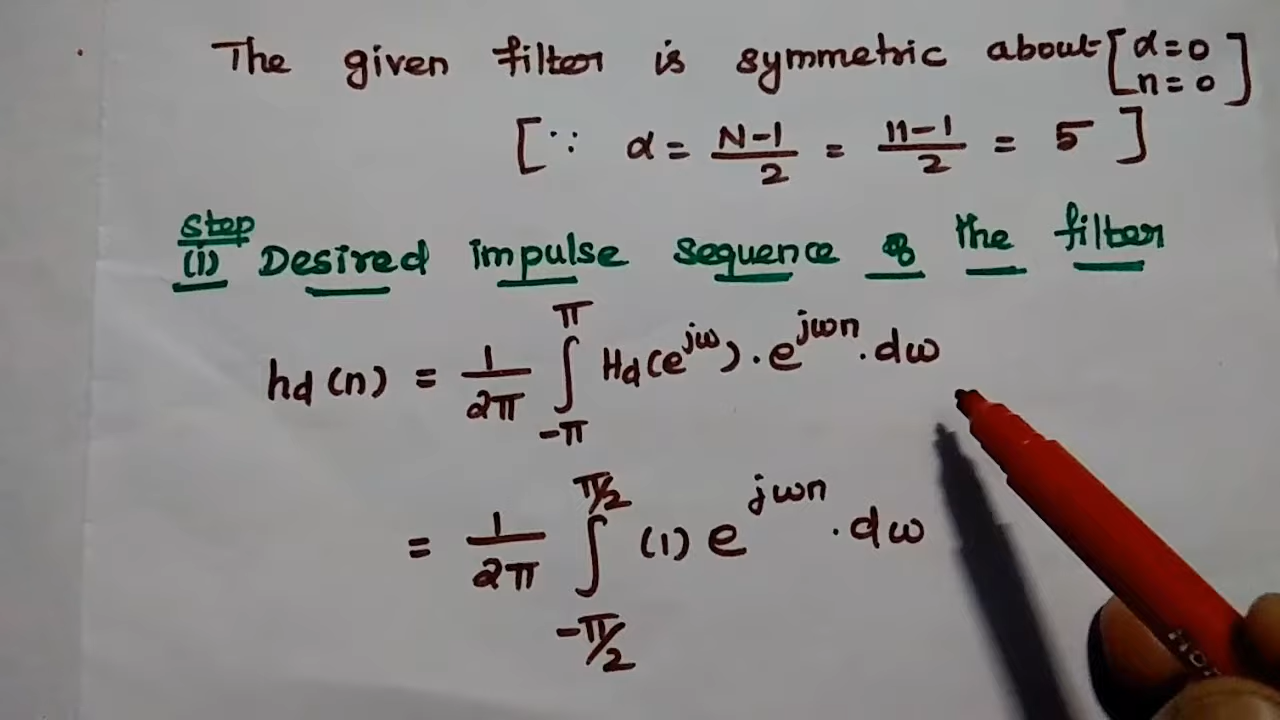 The given filter is symmetric about [α=0 n=0]
[∵ α = N-1/2 = 11-1/2 = 5]
Step
(1) Desired impulse sequence of the filter
hd(n) = 1/2π ∫_{-π}^{π} Hd(e^{jω}) . e^{jωn} . dω
= 1/2π ∫_{-π/2}^{π/2} (1) e^{jωn} . dω